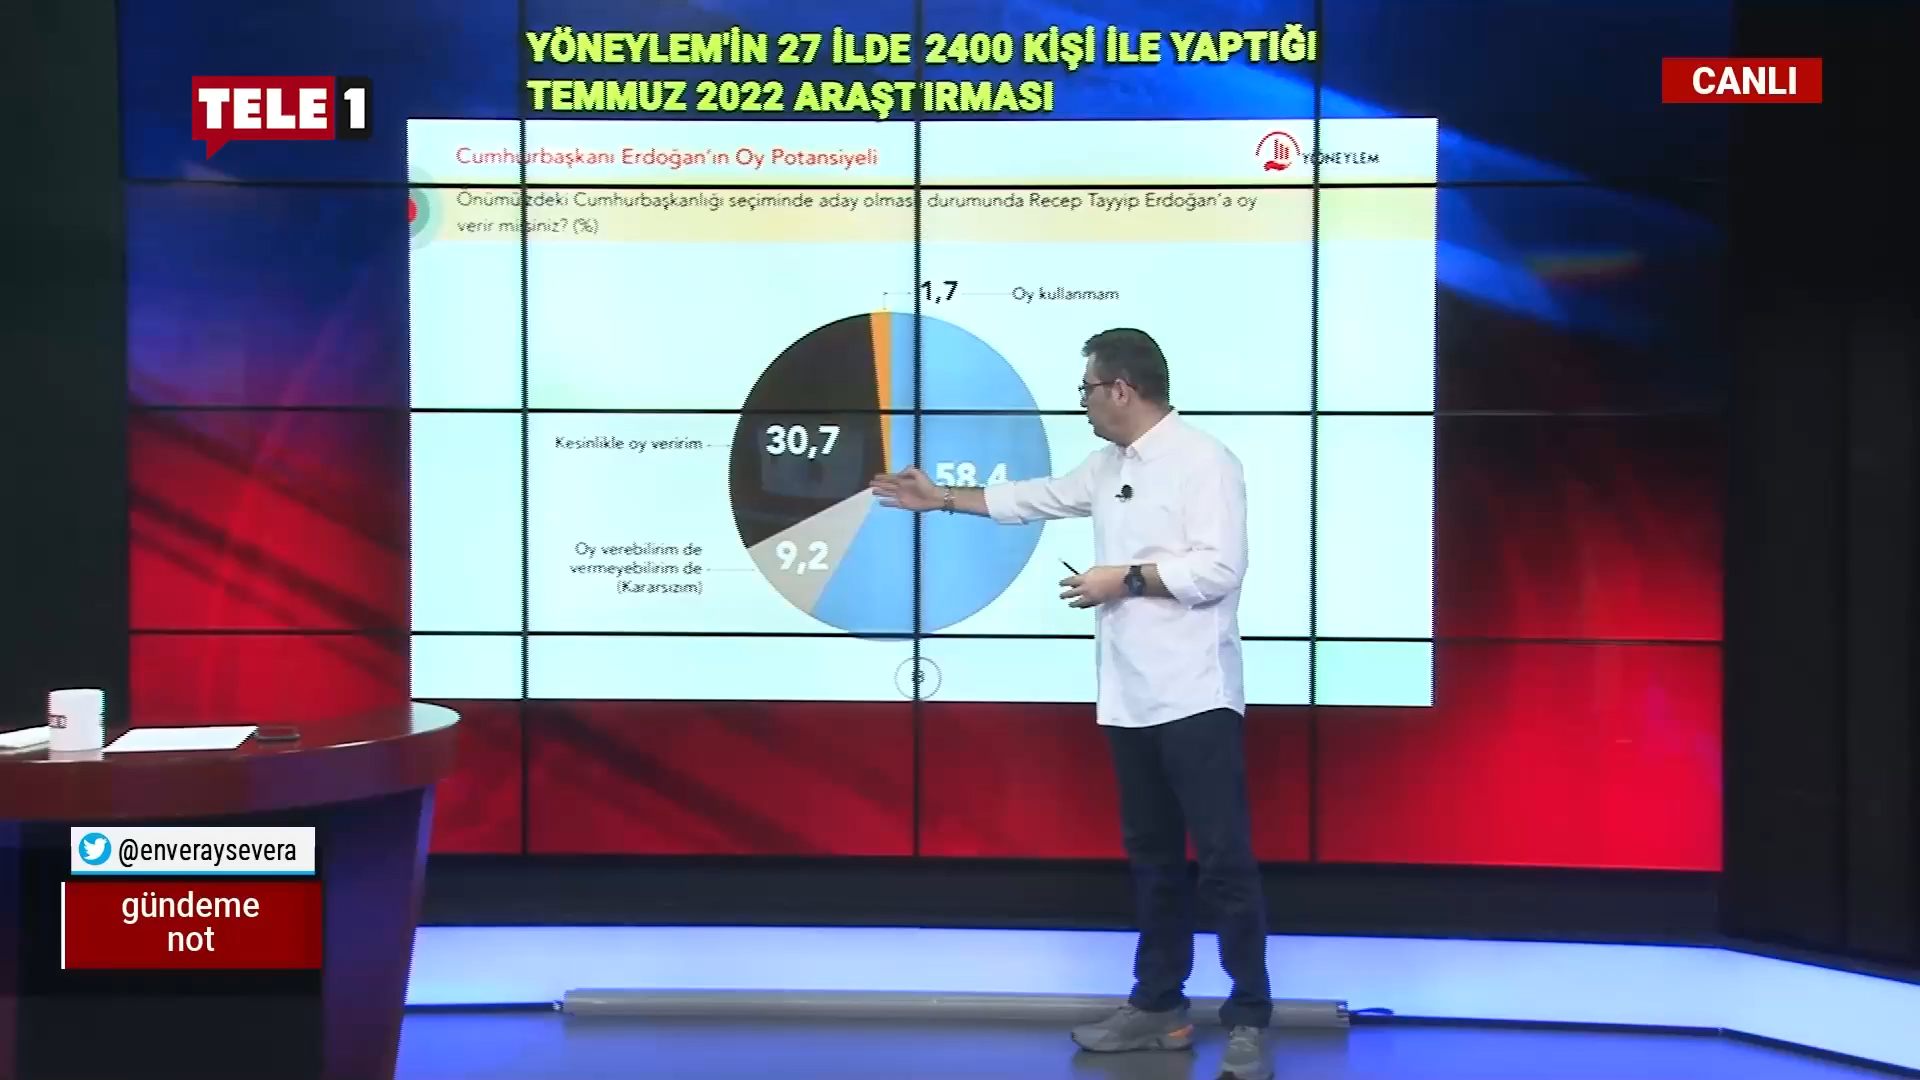 YÖNEYLEM'İN 27 İLDE 2400 KİŞİ İLE YAPTIĞI
TEMMUZ 2022 ARAŞTIRMASI
CANLI
TELE1
Cumhurbaşkanı Erdoğan'ın Oy Potansiyeli
YÖNEYLEM
Önümüzdeki Cumhurbaşkanlığı seçiminde aday olması durumunda Recep Tayyip Erdoğan'a oy
verir misiniz? (%)
1,7
Oy kullanmam
Kesinlikle oy veririm
30,7
58,4
Oy verebilirim de
vermeyebilirim de
(Kararsızım)
9,2
@enveraysevera
gündeme
not